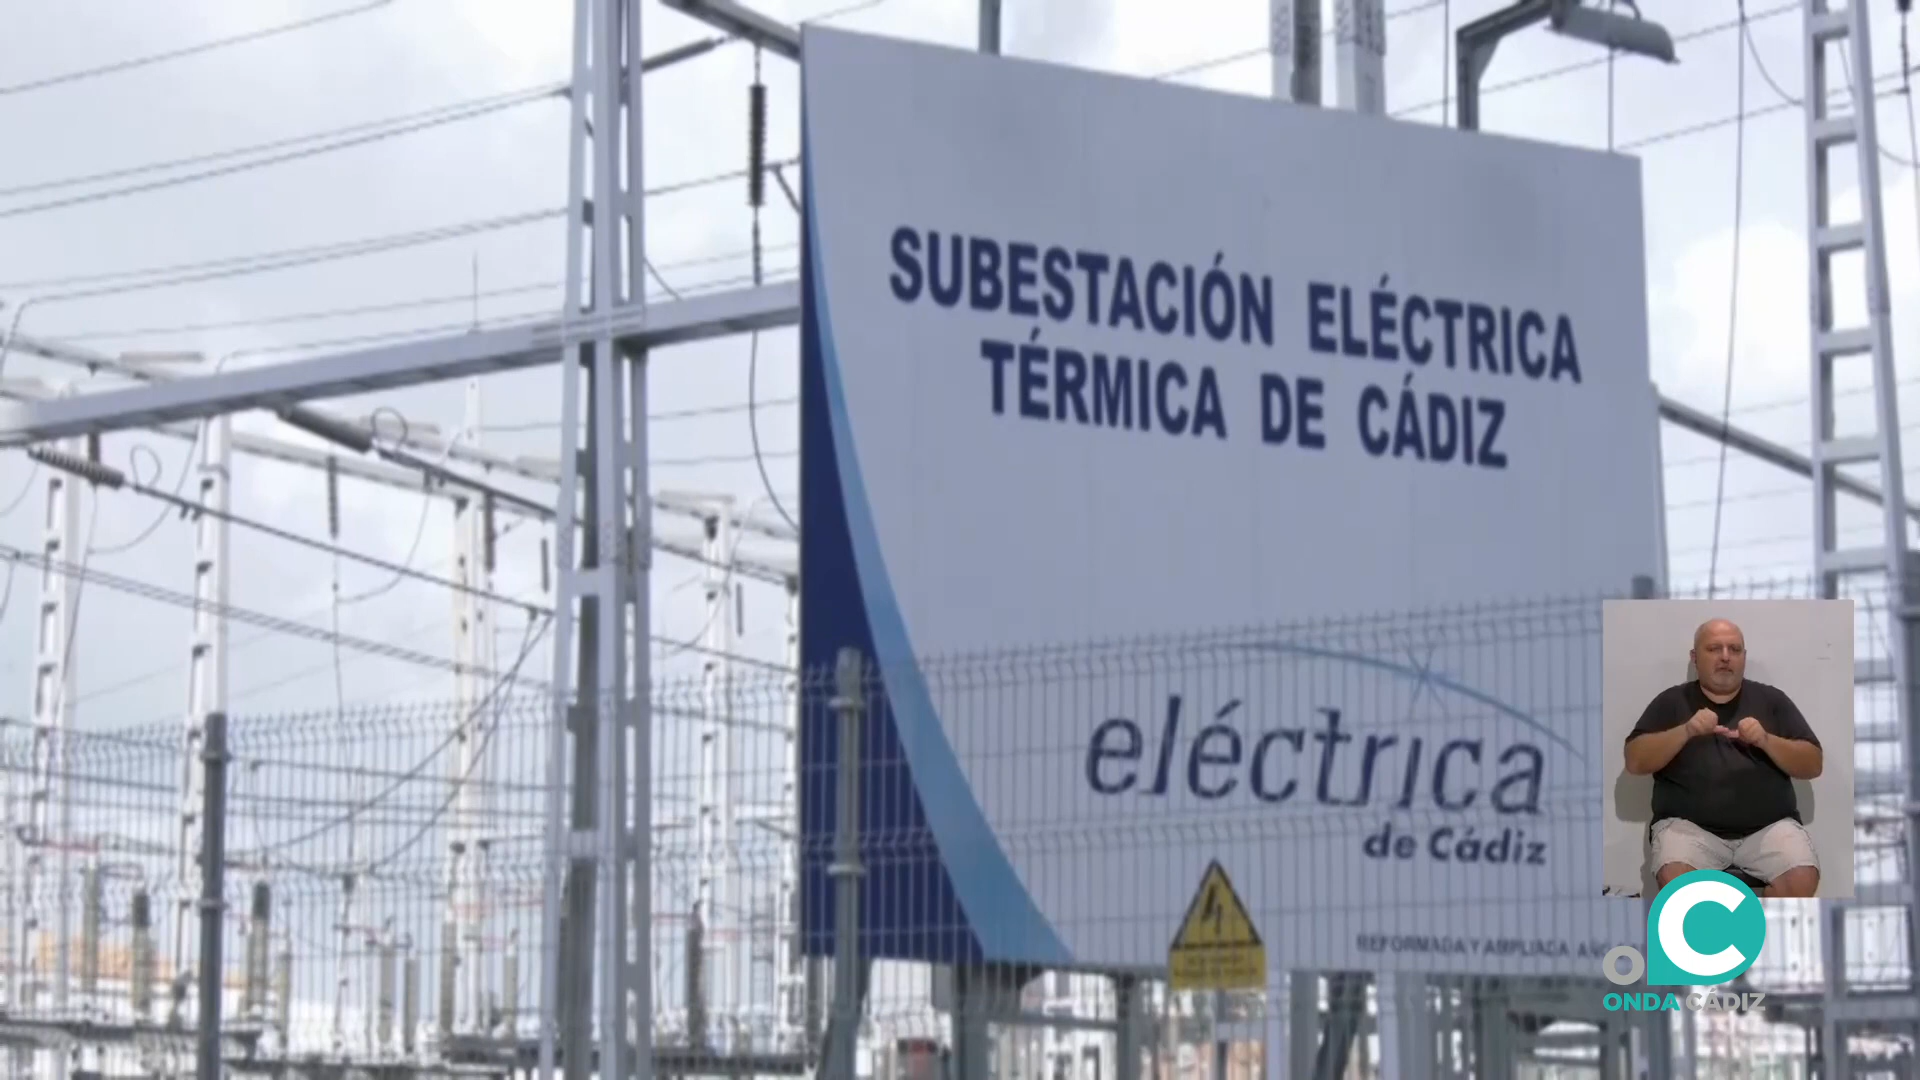 SUBESTACIÓN ELÉCTRICA
TÉRMICA DE CÁDIZ
eléctrica
de Cádiz
REFORMADA Y AMPLIADA
ONDA CÁDIZ